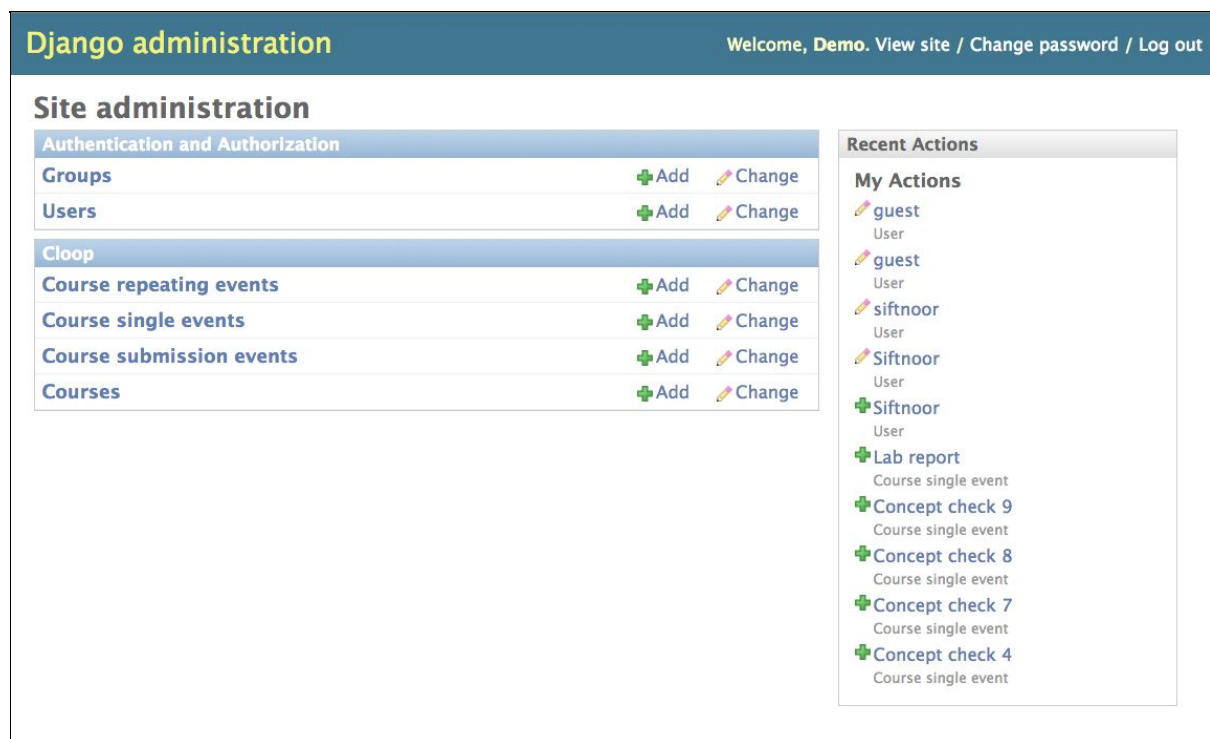 Django administration
Welcome, Demo. View site / Change password / Log out
Site administration
Authentication and Authorization
Groups Add Change
Users Add Change
Cloop
Course repeating events Add Change
Course single events Add Change
Course submission events Add Change
Courses Add Change
Recent Actions
My Actions
guest
User
guest
User
siftnoor
User
Siftnoor
User
Siftnoor
User
Lab report
Course single event
Concept check 9
Course single event
Concept check 8
Course single event
Concept check 7
Course single event
Concept check 4
Course single event